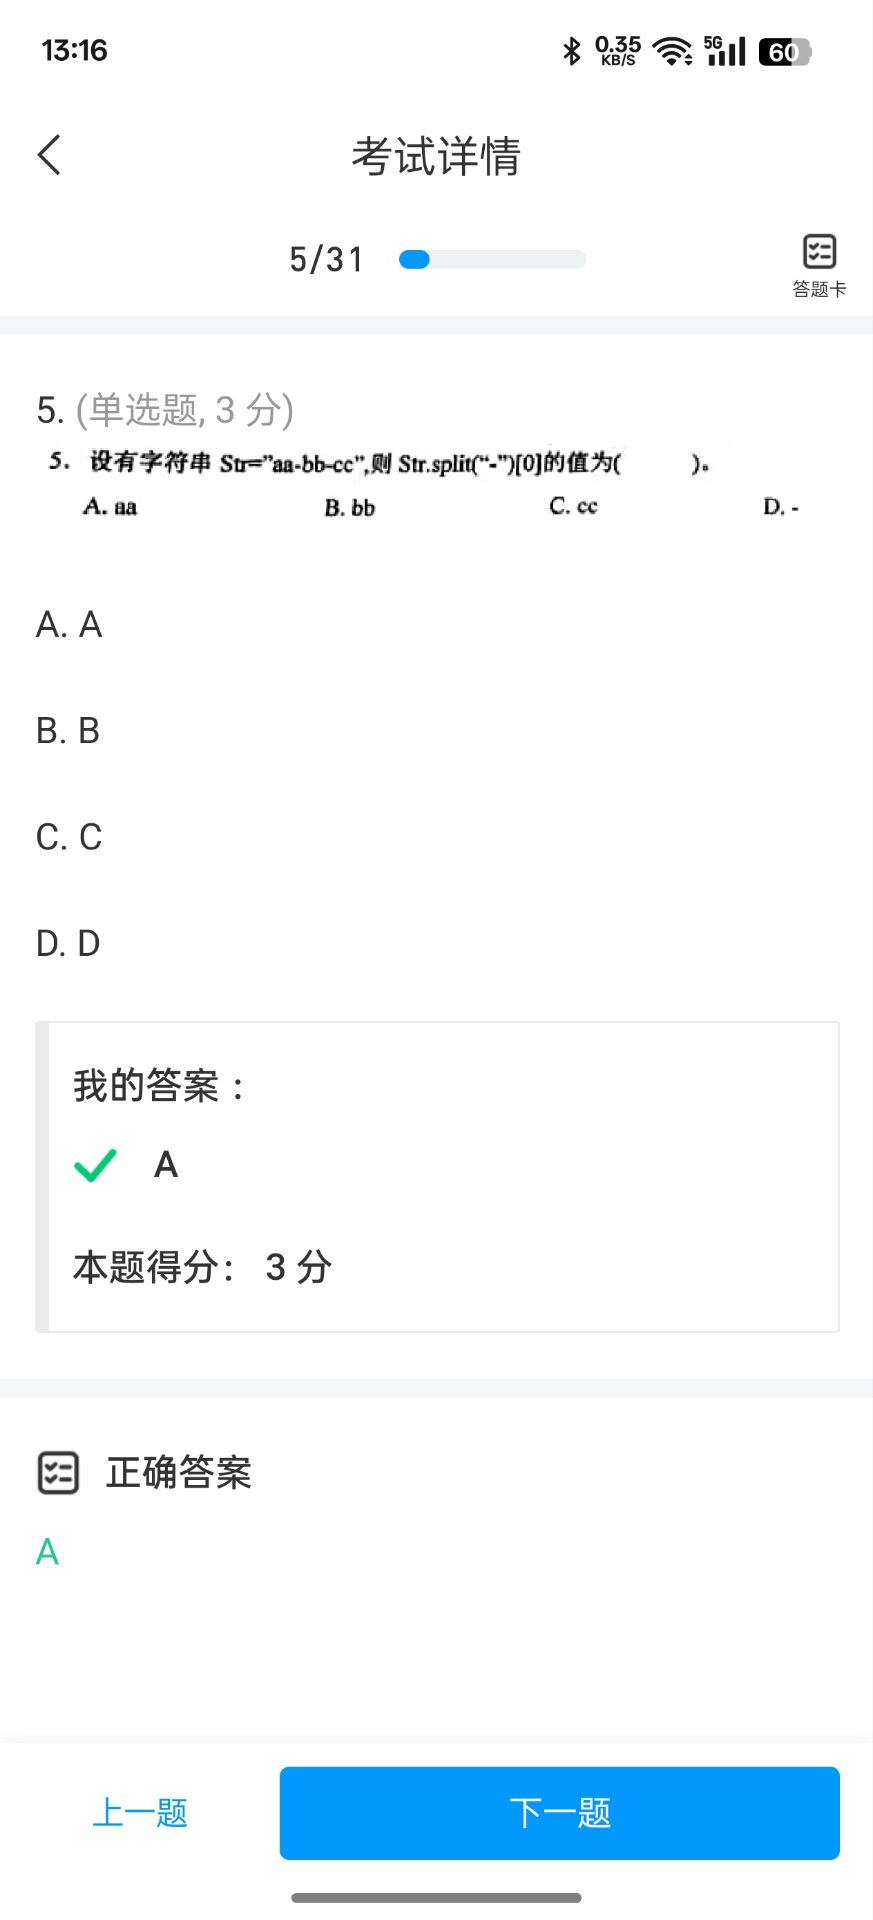 13:16
0.35 KB/S 5G 60
考试详情
5/31
答题卡
5. (单选题, 3 分)
5. 设有字符串 Str="aa-bb-cc",则 Str.split("-")[0]的值为(　　)。
A. aa B. bb C. cc D. -
A. A
B. B
C. C
D. D
我的答案：
A
本题得分： 3 分
正确答案
A
上一题 下一题